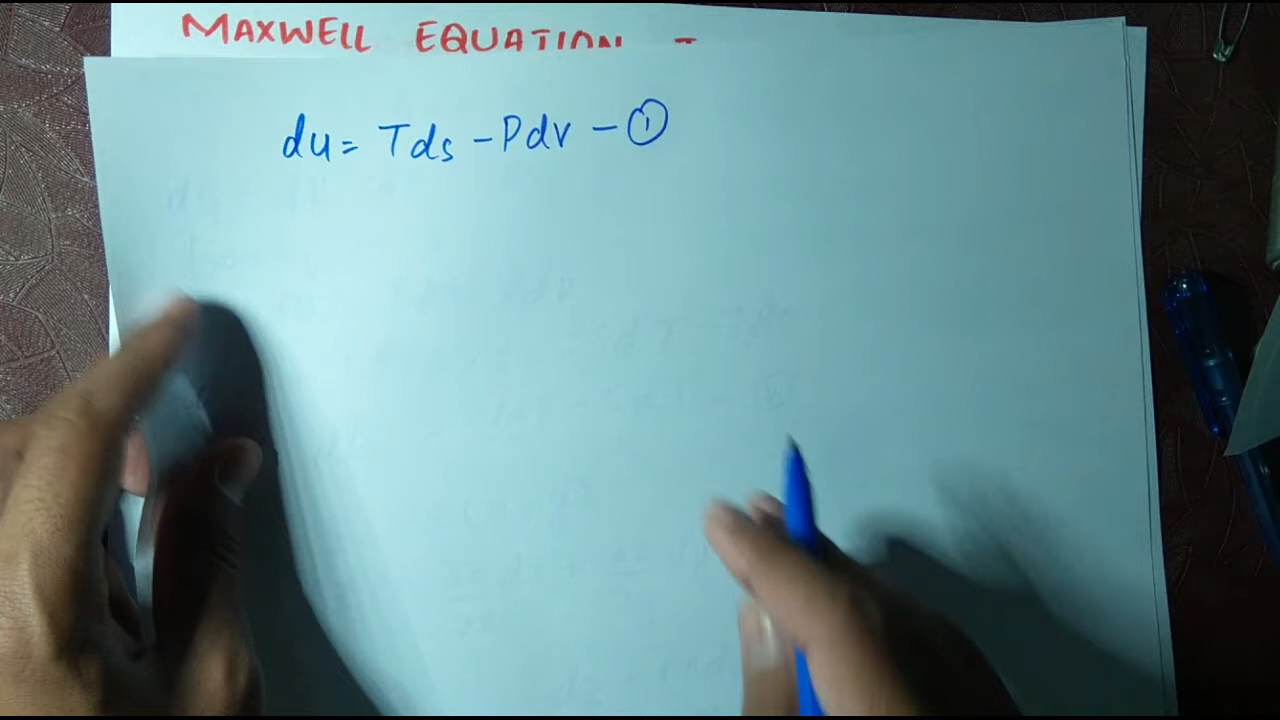 MAXWELL EQUATION -
du = Tds - Pdv - ①